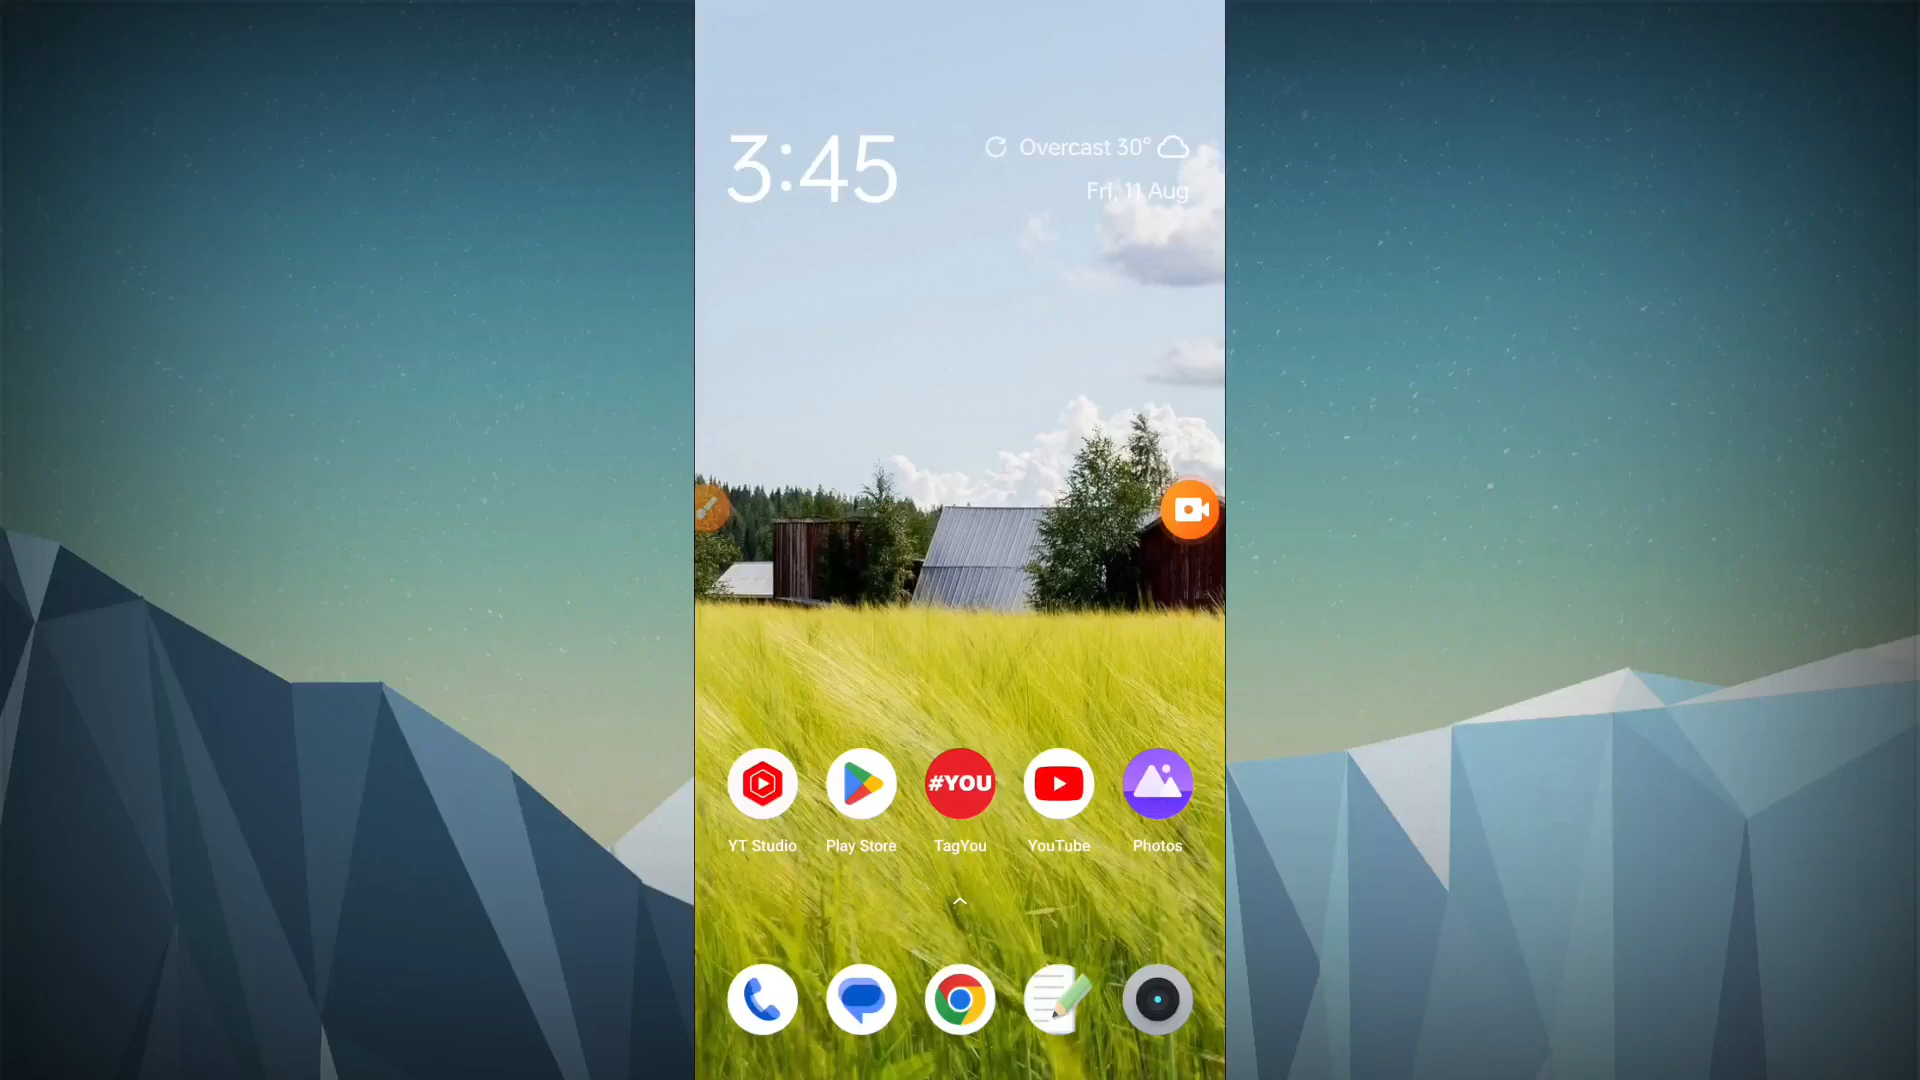 3:45
Overcast 30°
Fri, 11 Aug
#YOU
YT Studio
Play Store
TagYou
YouTube
Photos